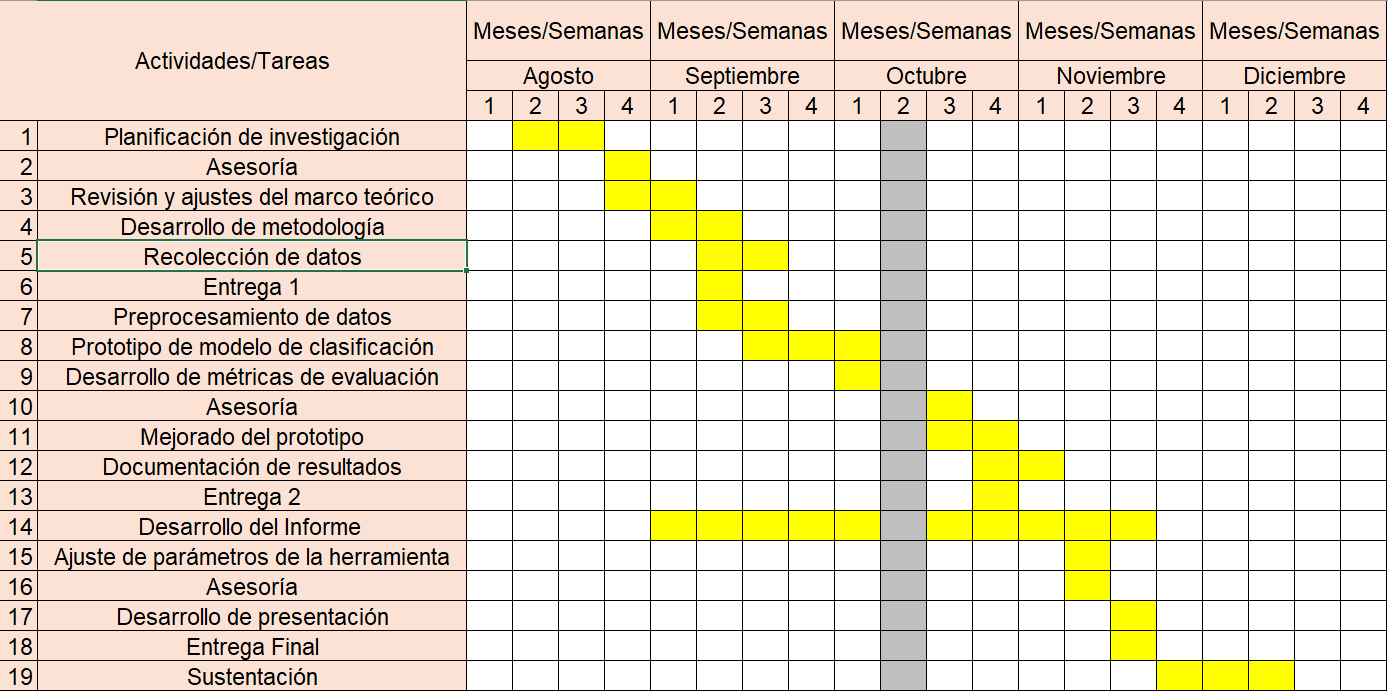 Actividades/Tareas
Meses/Semanas Meses/Semanas Meses/Semanas Meses/Semanas Meses/Semanas
Agosto Septiembre Octubre Noviembre Diciembre
1 2 3 4 1 2 3 4 1 2 3 4 1 2 3 4 1 2 3 4
1 Planificación de investigación
2 Asesoría
3 Revisión y ajustes del marco teórico
4 Desarrollo de metodología
5 Recolección de datos
6 Entrega 1
7 Preprocesamiento de datos
8 Prototipo de modelo de clasificación
9 Desarrollo de métricas de evaluación
10 Asesoría
11 Mejorado del prototipo
12 Documentación de resultados
13 Entrega 2
14 Desarrollo del Informe
15 Ajuste de parámetros de la herramienta
16 Asesoría
17 Desarrollo de presentación
18 Entrega Final
19 Sustentación